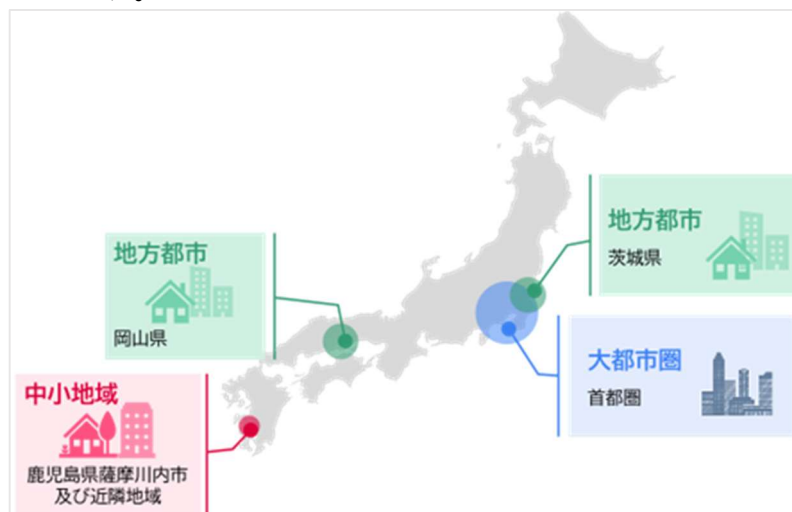 地方都市
茨城県
地方都市
岡山県
大都市圏
首都圏
中小地域
鹿児島県薩摩川内市
及び近隣地域